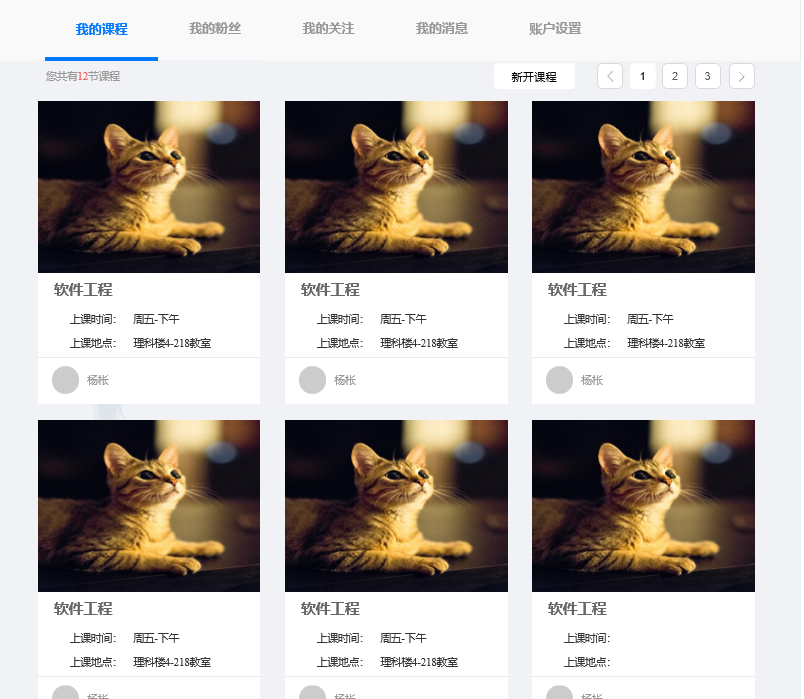 我的课程 我的粉丝 我的关注 我的消息 账户设置
您共有12节课程 新开课程 1 2 3
软件工程 软件工程 软件工程
上课时间： 周五-下午 上课时间： 周五-下午 上课时间： 周五-下午
上课地点： 理科楼4-218教室 上课地点： 理科楼4-218教室 上课地点： 理科楼4-218教室
杨枨 杨枨 杨枨
软件工程 软件工程 软件工程
上课时间： 周五-下午 上课时间： 周五-下午 上课时间：
上课地点： 理科楼4-218教室 上课地点： 理科楼4-218教室 上课地点：
杨枨 杨枨 杨枨